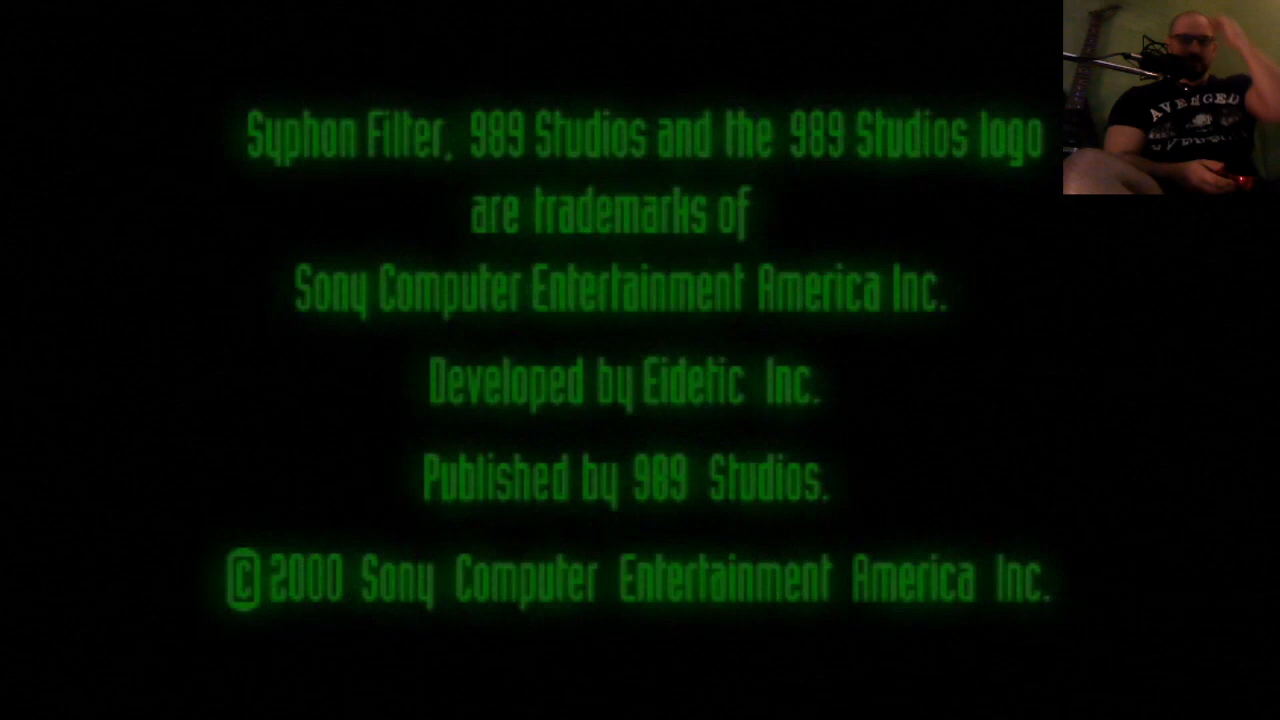 Syphon Filter, 989 Studios and the 989 Studios logo
are trademarks of
Sony Computer Entertainment America Inc.
Developed by Eidetic Inc.
Published by 989 Studios.
©2000 Sony Computer Entertainment America Inc.
AVENGED